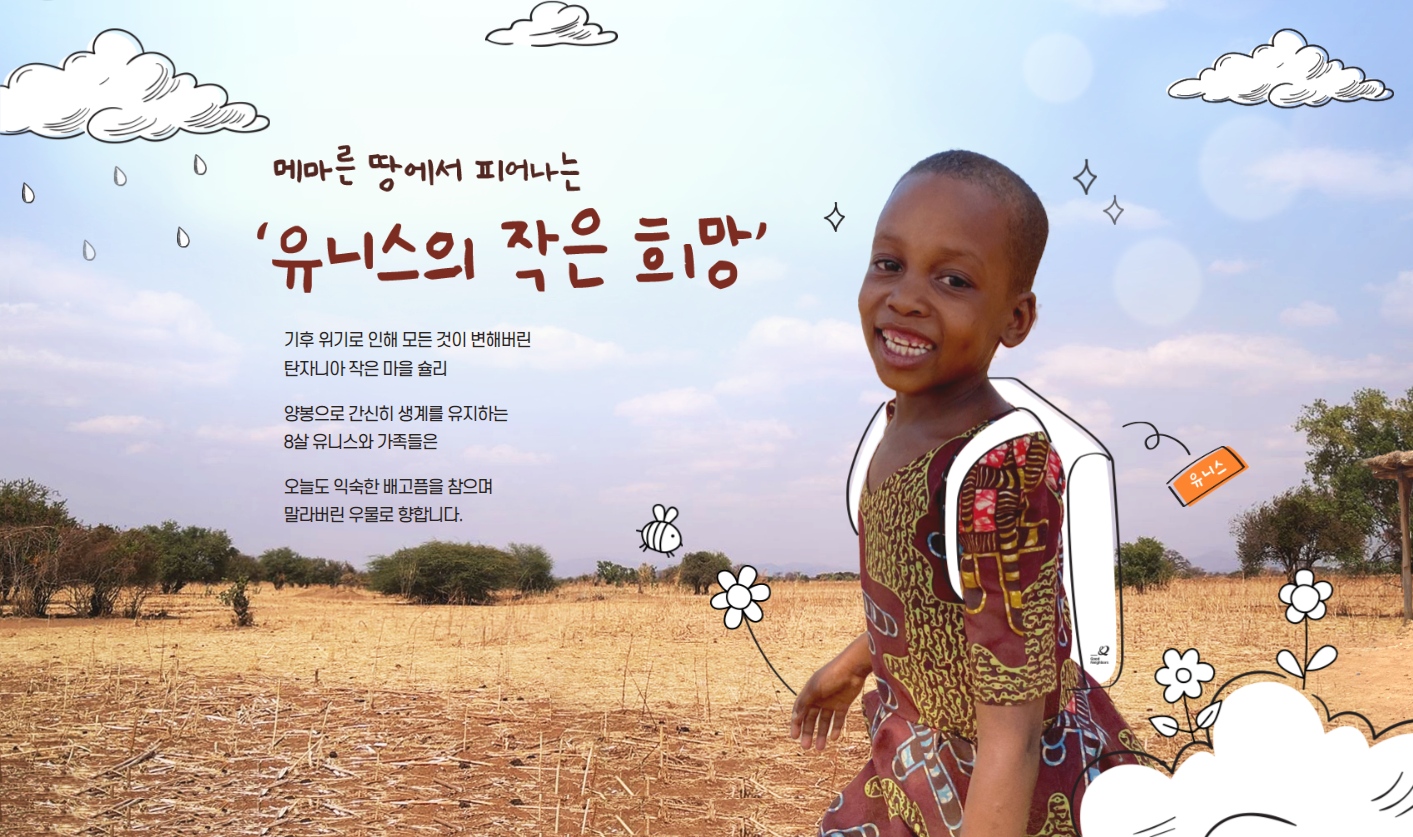 메마른 땅에서 피어나는
‘유니스의 작은 희망’
기후 위기로 인해 모든 것이 변해버린
탄자니아 작은 마을 슐리
양봉으로 간신히 생계를 유지하는
8살 유니스와 가족들은
오늘도 익숙한 배고픔을 참으며
말라버린 우물로 향합니다.
유니스
Good
Neighbors